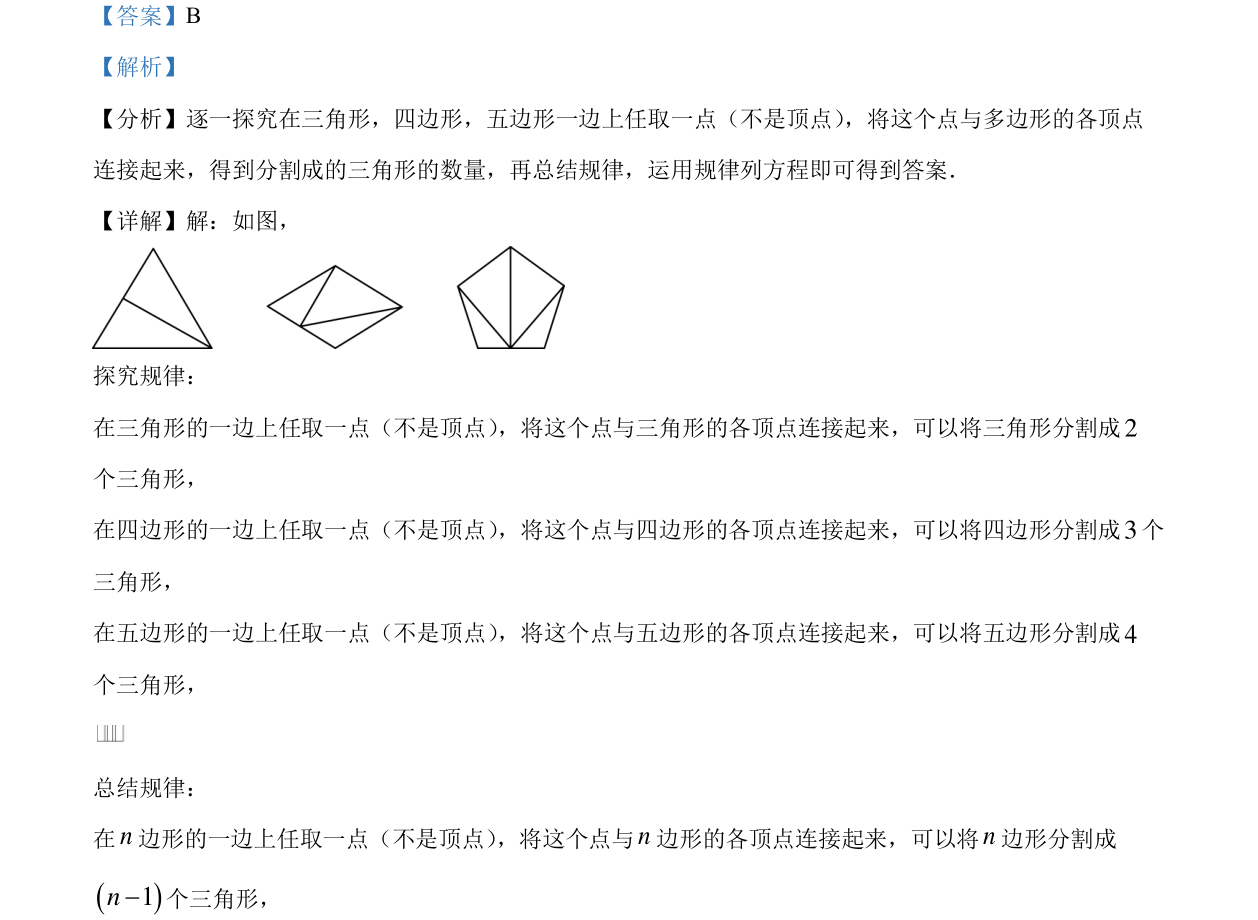 【答案】B
【解析】
【分析】逐一探究在三角形，四边形，五边形一边上任取一点（不是顶点），将这个点与多边形的各顶点
连接起来，得到分割成的三角形的数量，再总结规律，运用规律列方程即可得到答案．
【详解】解：如图，
探究规律：
在三角形的一边上任取一点（不是顶点），将这个点与三角形的各顶点连接起来，可以将三角形分割成2
个三角形，
在四边形的一边上任取一点（不是顶点），将这个点与四边形的各顶点连接起来，可以将四边形分割成3个
三角形，
在五边形的一边上任取一点（不是顶点），将这个点与五边形的各顶点连接起来，可以将五边形分割成4
个三角形，
总结规律：
在n边形的一边上任取一点（不是顶点），将这个点与n边形的各顶点连接起来，可以将n边形分割成
(n−1)个三角形，